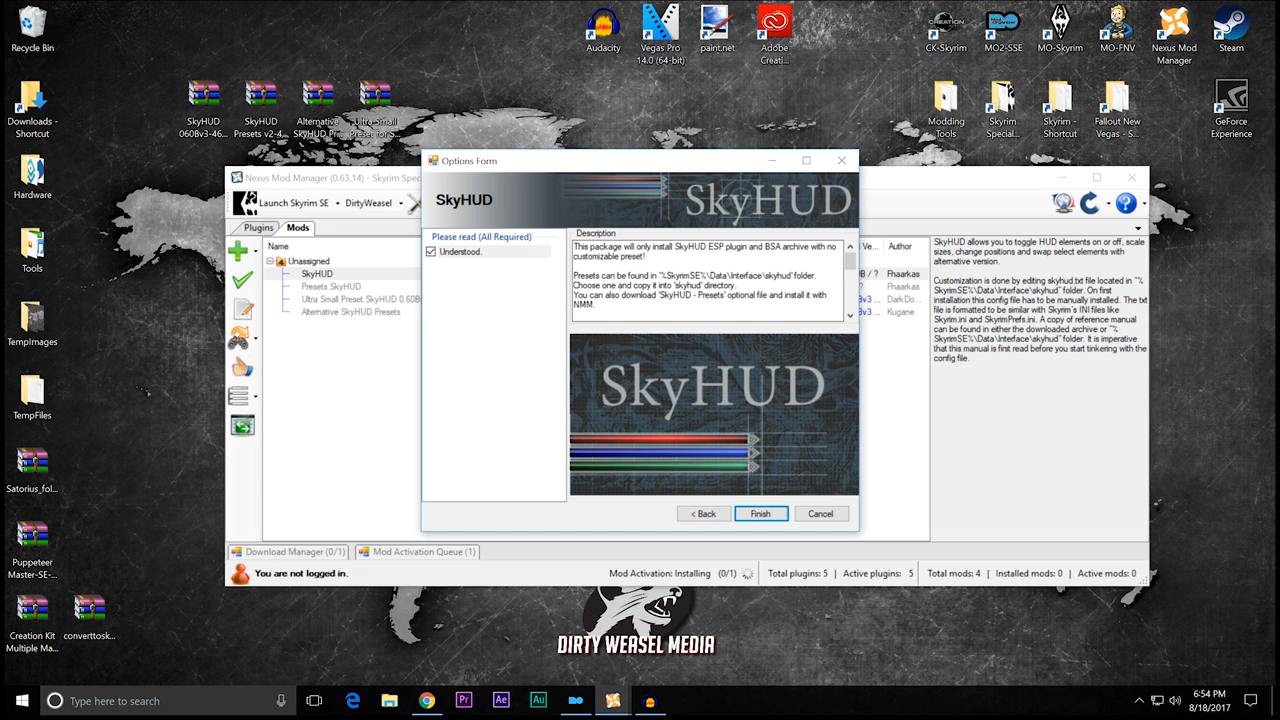 Recycle Bin
Audacity
Vegas Pro
14.0 (64-bit)
paint.net
Adobe
Creati...
CREATION
CK-Skyrim
MO2-SSE
MO-Skyrim
MO-FNV
Nexus Mod
Manager
Steam
Downloads -
Shortcut
SkyHUD
0608v3-46...
SkyHUD
Presets v2-4...
Alternative
SkyHUD Pr...
Ultra Small
Preset for S...
Modding
Tools
Skyrim
Special...
Skyrim -
Shortcut
Fallout New
Vegas - S...
GeForce
Experience
Hardware
Tools
TempImages
TempFiles
Satorius_fol...
Puppeteer
Master-SE-...
Creation Kit
Multiple Ma...
converttosk...
Nexus Mod Manager (0.63.14) - Skyrim Spec
Launch Skyrim SE
DirtyWeasel
Plugins
Mods
Name
Unassigned
SkyHUD
Presets SkyHUD
Ultra Small Preset SkyHUD 0.60B
Alternative SkyHUD Presets
Options Form
SkyHUD
SKYHUD
Please read (All Required)
Understood.
Description
This package will only install SkyHUD ESP plugin and BSA archive with no
customizable preset!
Presets can be found in "%SkyrimSE%\Data\Interface\skyhud" folder.
Choose one and copy it into 'skyhud' directory.
You can also download 'SkyHUD - Presets' optional file and install it with
NMM.
SKYHUD
< Back
Finish
Cancel
Ve...
Author
B / ?
Fhaarkas
?
Fhaarkas
8v3 ...
DarkDo...
8v3 ...
Kugane
SkyHUD allows you to toggle HUD elements on or off, scale
sizes, change positions and swap select elements with
alternative version.
Customization is done by editing skyhud.txt file located in "%
SkyrimSE%\Data\Interface\skyhud" folder. On first
installation this config file has to be manually installed. The txt
file is formatted to be similar with Skyrim's INI files like
Skyrim.ini and SkyrimPrefs.ini. A copy of reference manual
can be found in either the downloaded archive or "%
SkyrimSE%\Data\Interface\skyhud" folder. It is imperative
that this manual is first read before you start tinkering with the
config file.
Download Manager (0/1)
Mod Activation Queue (1)
You are not logged in.
Mod Activation: Installing (0/1)
Total plugins: 5 | Active plugins: 5
Total mods: 4 | Installed mods: 0 | Active mods: 0
DIRTY WEASEL MEDIA
Type here to search
Pr
Ae
Au
6:54 PM
8/18/2017